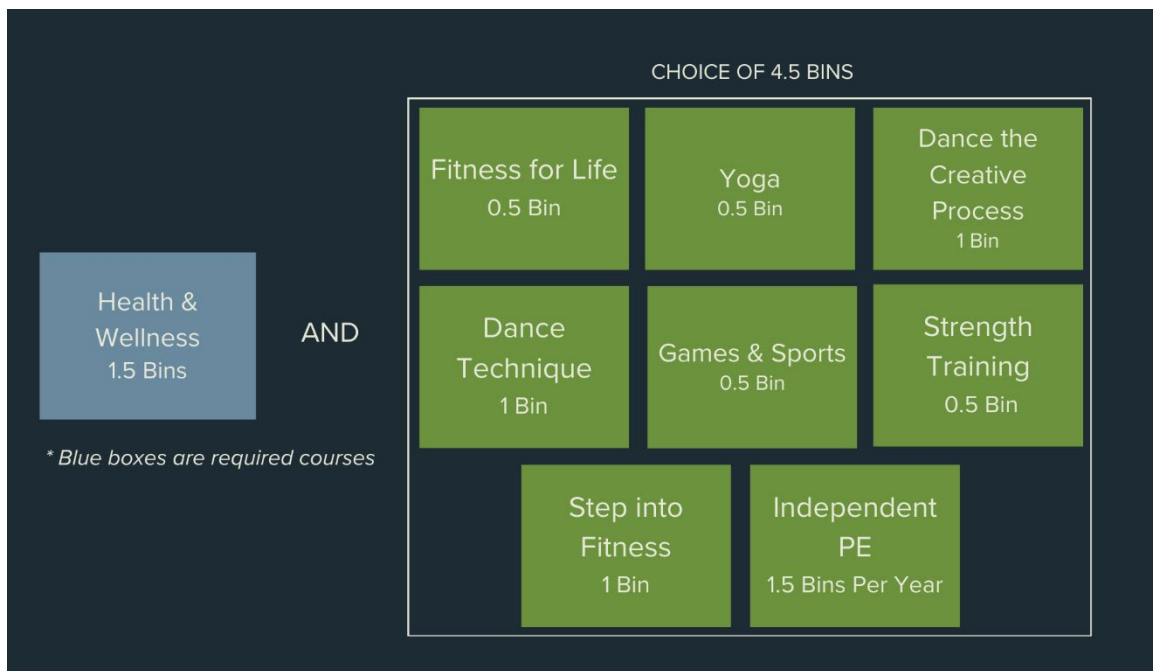 CHOICE OF 4.5 BINS
Fitness for Life
0.5 Bin
Yoga
0.5 Bin
Dance the
Creative
Process
1 Bin
Health &
Wellness
1.5 Bins
AND
Dance
Technique
1 Bin
Games & Sports
0.5 Bin
Strength
Training
0.5 Bin
* Blue boxes are required courses
Step into
Fitness
1 Bin
Independent
PE
1.5 Bins Per Year